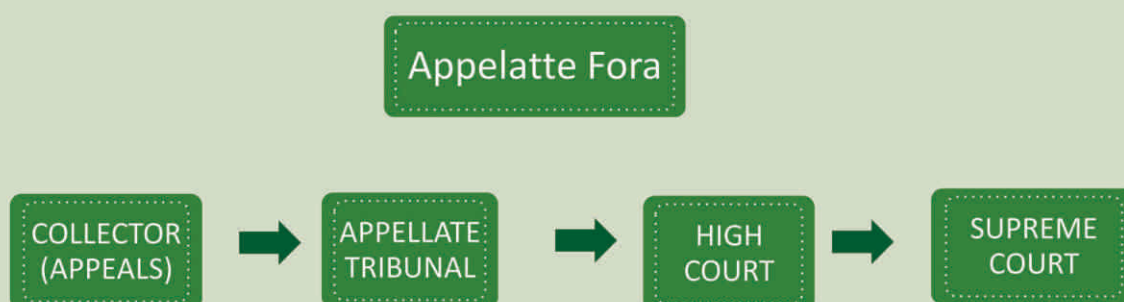 Appelatte Fora
COLLECTOR
(APPEALS)
APPELLATE
TRIBUNAL
HIGH
COURT
SUPREME
COURT